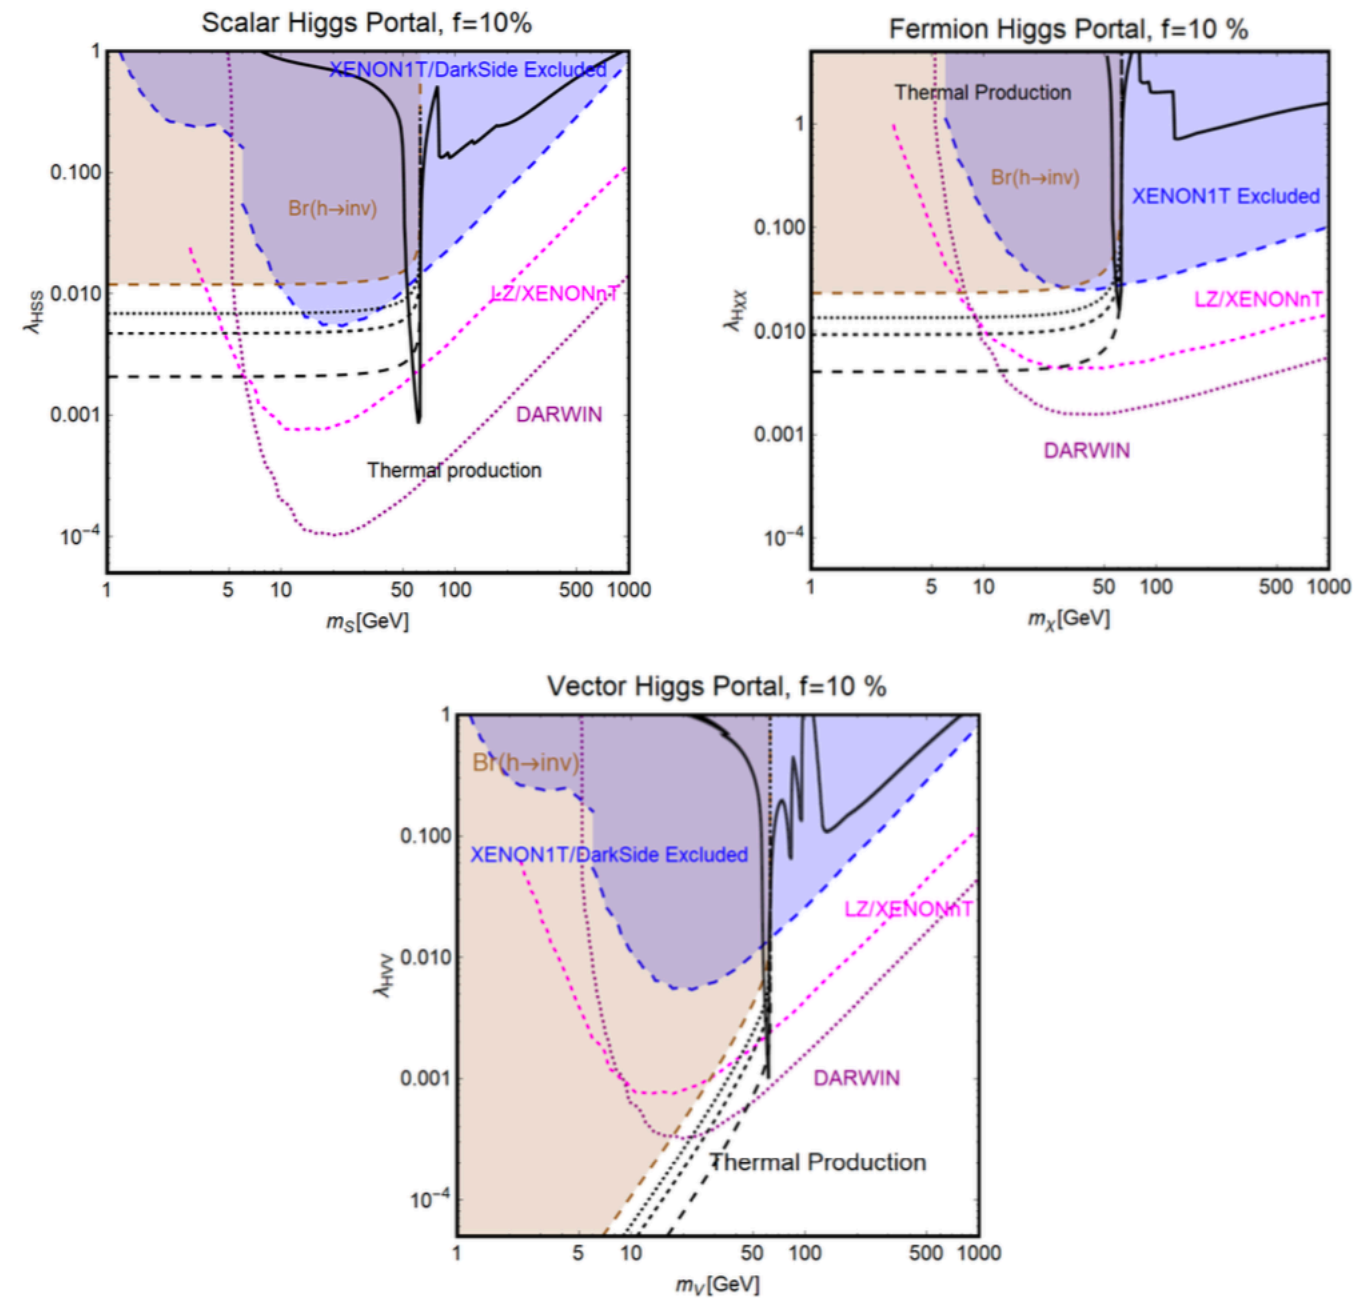 Scalar Higgs Portal, f=10%
1
XENON1T/DarkSide Excluded
0.100
Br(h→inv)
0.010
LZ/XENONnT
λHSS
0.001
DARWIN
Thermal production
10−4
1 5 10 50 100 500 1000
mS[GeV]
Fermion Higgs Portal, f=10 %
Thermal Production
1
Br(h→inv)
XENON1T Excluded
0.100
LZ/XENONnT
0.010
λHχχ
0.001
DARWIN
10−4
1 5 10 50 100 500 1000
mχ[GeV]
Vector Higgs Portal, f=10 %
1
Br(h→inv)
0.100
XENON1T/DarkSide Excluded
LZ/XENONnT
0.010
λHVV
0.001
DARWIN
Thermal Production
10−4
1 5 10 50 100 500 1000
mV[GeV]